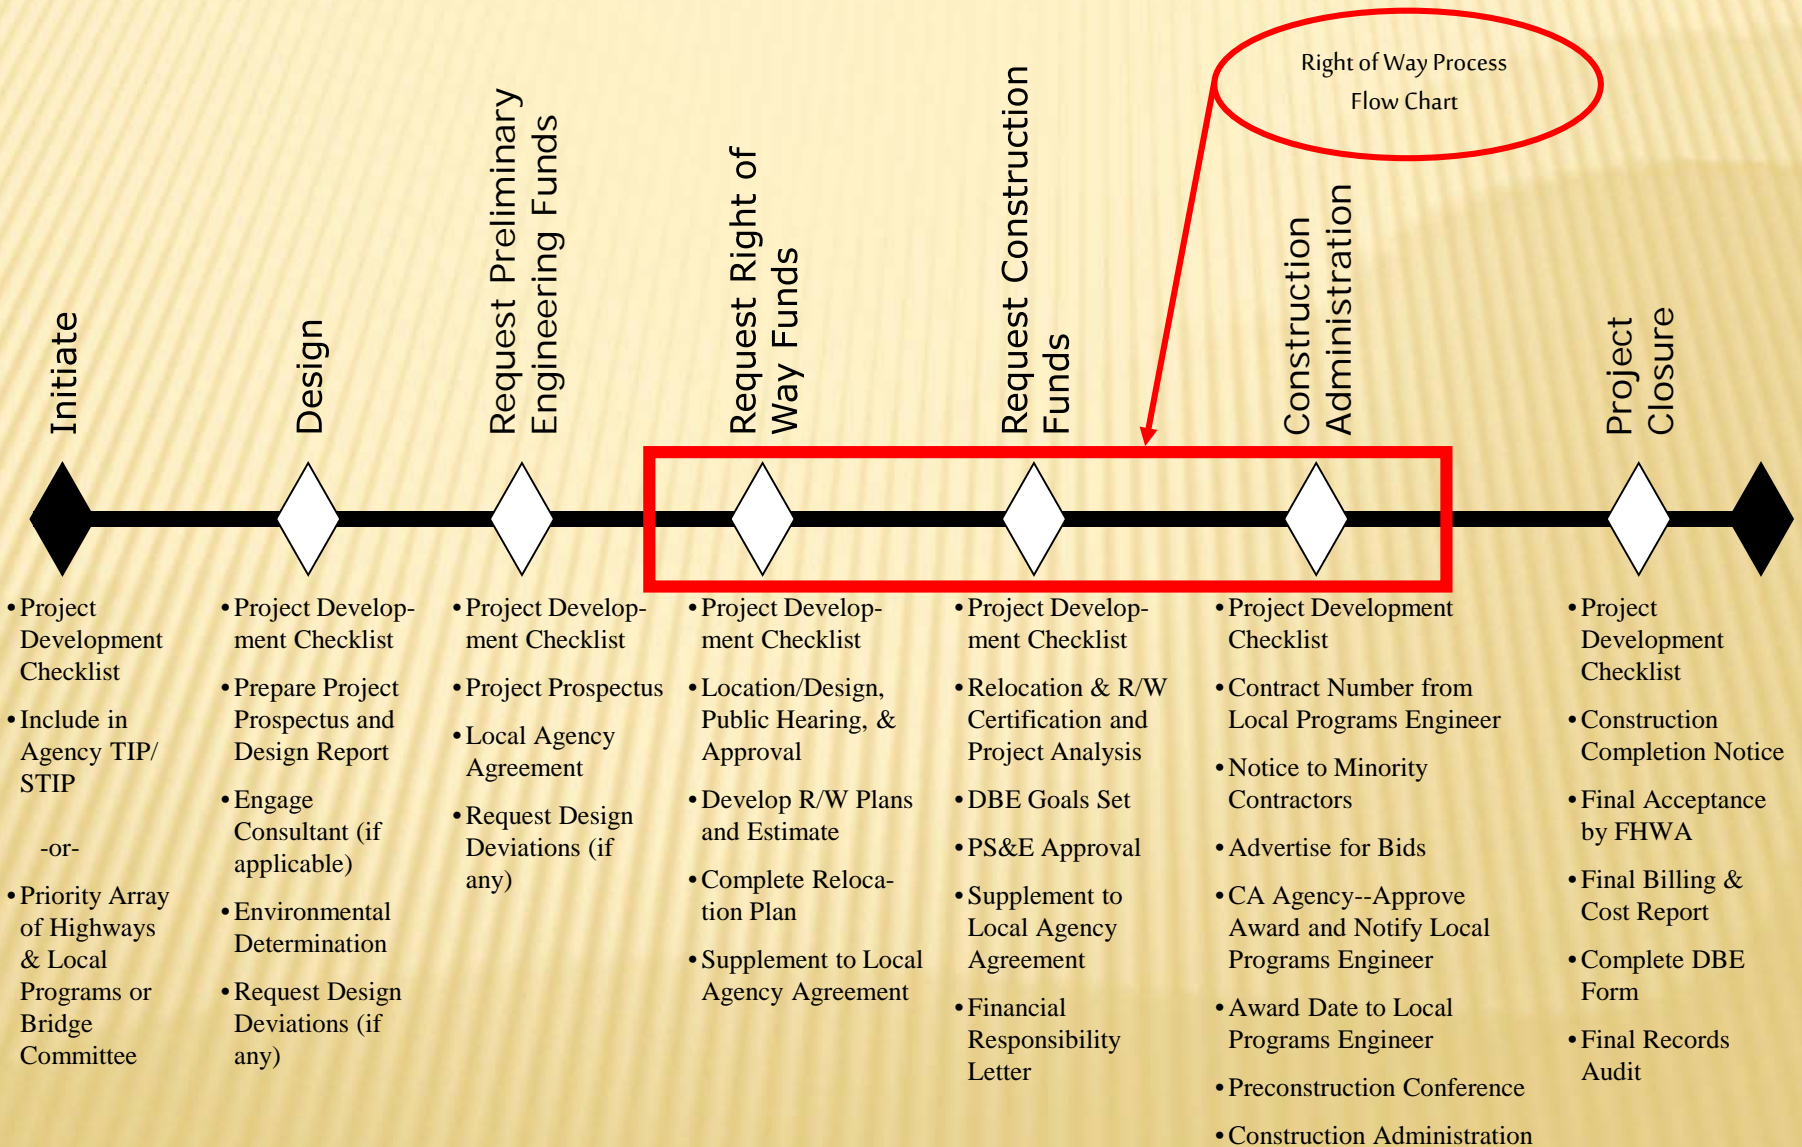 Right of Way Process
Flow Chart
Initiate
Design
Request Preliminary
Engineering Funds
Request Right of
Way Funds
Request Construction
Funds
Construction
Administration
Project
Closure
• Project
Development
Checklist
• Include in
Agency TIP/
STIP
-or-
• Priority Array
of Highways
& Local
Programs or
Bridge
Committee
• Project Develop-
ment Checklist
• Prepare Project
Prospectus and
Design Report
• Engage
Consultant (if
applicable)
• Environmental
Determination
• Request Design
Deviations (if
any)
• Project Develop-
ment Checklist
• Project Prospectus
• Local Agency
Agreement
• Request Design
Deviations (if
any)
• Project Develop-
ment Checklist
• Location/Design,
Public Hearing, &
Approval
• Develop R/W Plans
and Estimate
• Complete Reloca-
tion Plan
• Supplement to Local
Agency Agreement
• Project Develop-
ment Checklist
• Relocation & R/W
Certification and
Project Analysis
• DBE Goals Set
• PS&E Approval
• Supplement to
Local Agency
Agreement
• Financial
Responsibility
Letter
• Project Development
Checklist
• Contract Number from
Local Programs Engineer
• Notice to Minority
Contractors
• Advertise for Bids
• CA Agency--Approve
Award and Notify Local
Programs Engineer
• Award Date to Local
Programs Engineer
• Preconstruction Conference
• Construction Administration
• Project
Development
Checklist
• Construction
Completion Notice
• Final Acceptance
by FHWA
• Final Billing &
Cost Report
• Complete DBE
Form
• Final Records
Audit